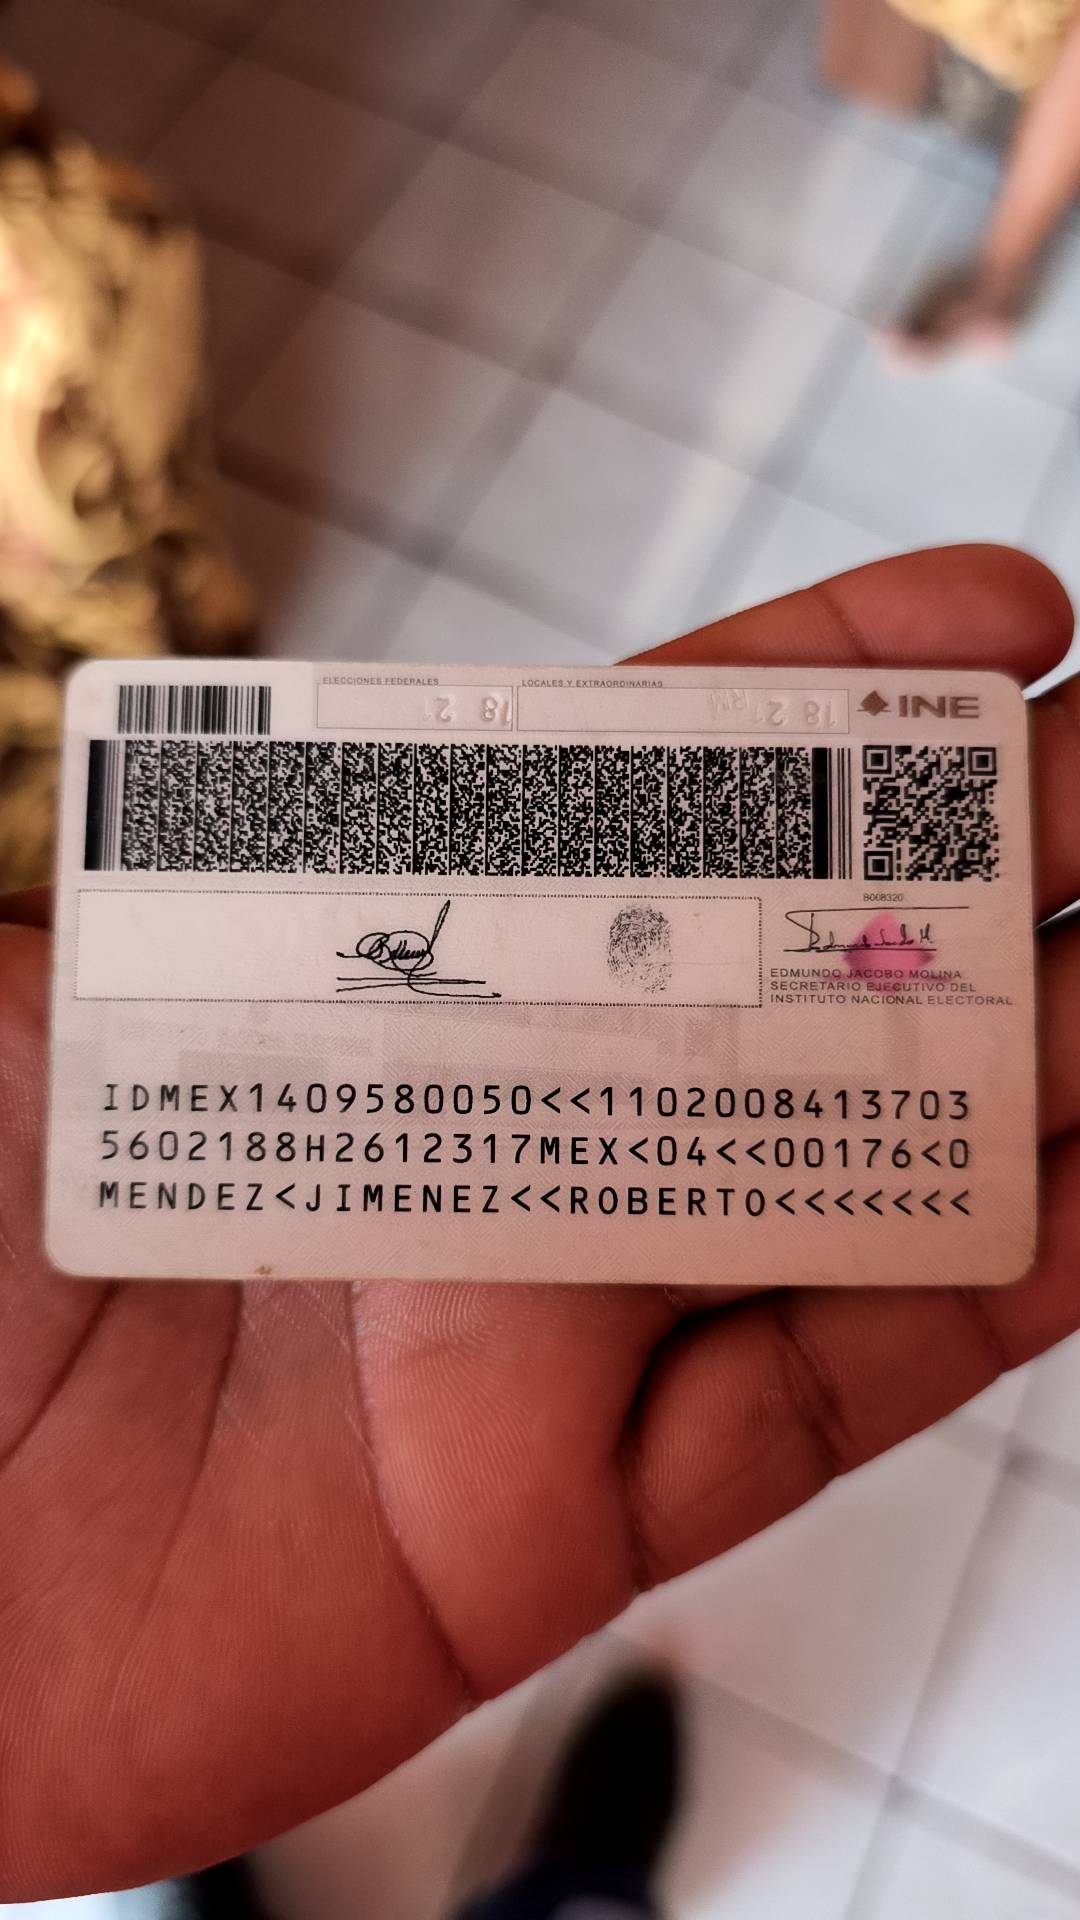 ELECCIONES FEDERALES
LOCALES Y EXTRAORDINARIAS
18 21
18 21
INE
B008320
EDMUNDO JACOBO MOLINA
SECRETARIO EJECUTIVO DEL
INSTITUTO NACIONAL ELECTORAL
IDMEX1409580050<<1102008413703
5602188H2612317MEX<04<<00176<0
MENDEZ<JIMENEZ<<ROBERTO<<<<<<<